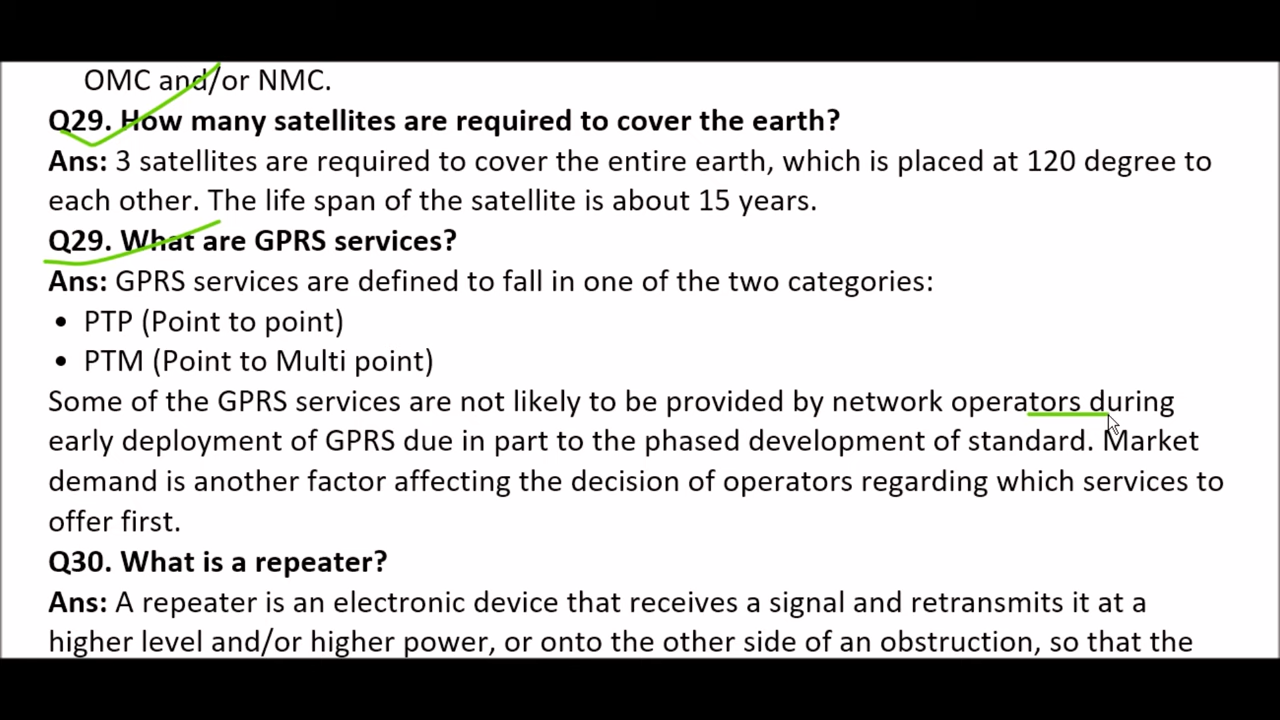 OMC and/or NMC.
Q29. How many satellites are required to cover the earth?
Ans: 3 satellites are required to cover the entire earth, which is placed at 120 degree to
each other. The life span of the satellite is about 15 years.
Q29. What are GPRS services?
Ans: GPRS services are defined to fall in one of the two categories:
• PTP (Point to point)
• PTM (Point to Multi point)
Some of the GPRS services are not likely to be provided by network operators during
early deployment of GPRS due in part to the phased development of standard. Market
demand is another factor affecting the decision of operators regarding which services to
offer first.
Q30. What is a repeater?
Ans: A repeater is an electronic device that receives a signal and retransmits it at a
higher level and/or higher power, or onto the other side of an obstruction, so that the